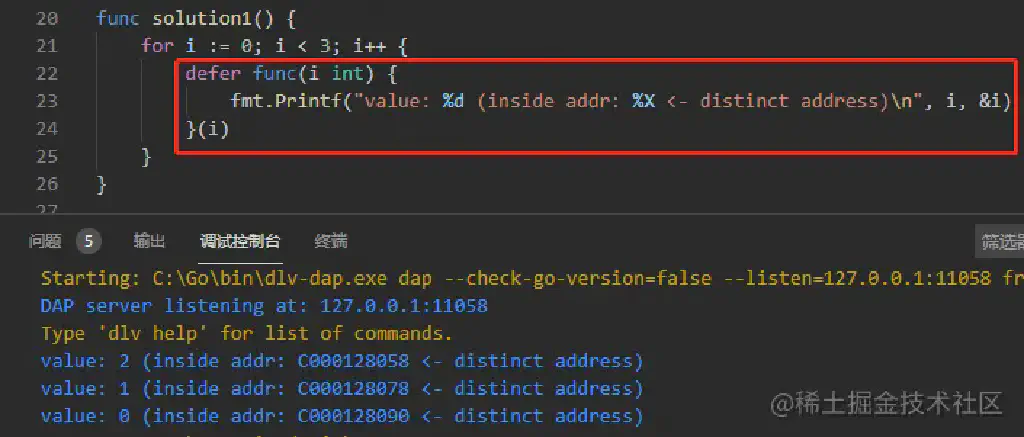 20 func solution1() {
21 for i := 0; i < 3; i++ {
22 defer func(i int) {
23 fmt.Printf("value: %d (inside addr: %X <- distinct address)\n", i, &i)
24 }(i)
25 }
26 }
27
问题 5 输出 调试控制台 终端 筛选器
Starting: C:\Go\bin\dlv-dap.exe dap --check-go-version=false --listen=127.0.0.1:11058 fr
DAP server listening at: 127.0.0.1:11058
Type 'dlv help' for list of commands.
value: 2 (inside addr: C000128058 <- distinct address)
value: 1 (inside addr: C000128078 <- distinct address)
value: 0 (inside addr: C000128090 <- distinct address)
@稀土掘金技术社区